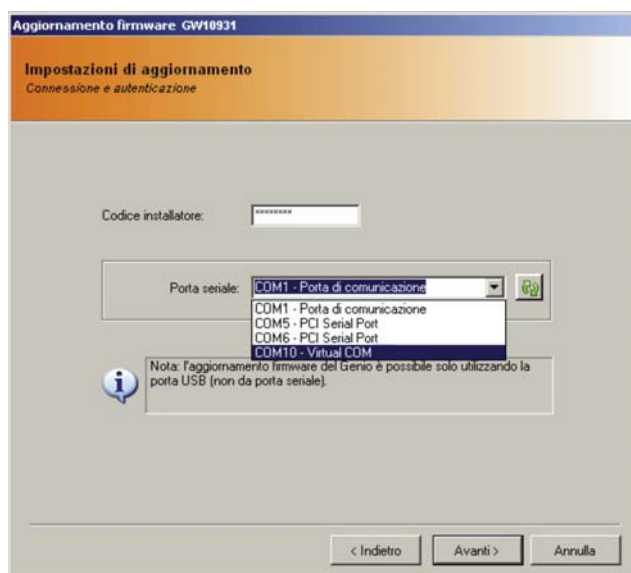 Aggiornamento firmware GW10931
Impostazioni di aggiornamento
Connessione e autenticazione
Codice installatore:
********
Porta seriale:
COM1 - Porta di comunicazione
COM1 - Porta di comunicazione
COM5 - PCI Serial Port
COM6 - PCI Serial Port
COM10 - Virtual COM
Nota: l'aggiornamento firmware del Genio è possibile solo utilizzando la
porta USB (non da porta seriale).
< Indietro
Avanti >
Annulla